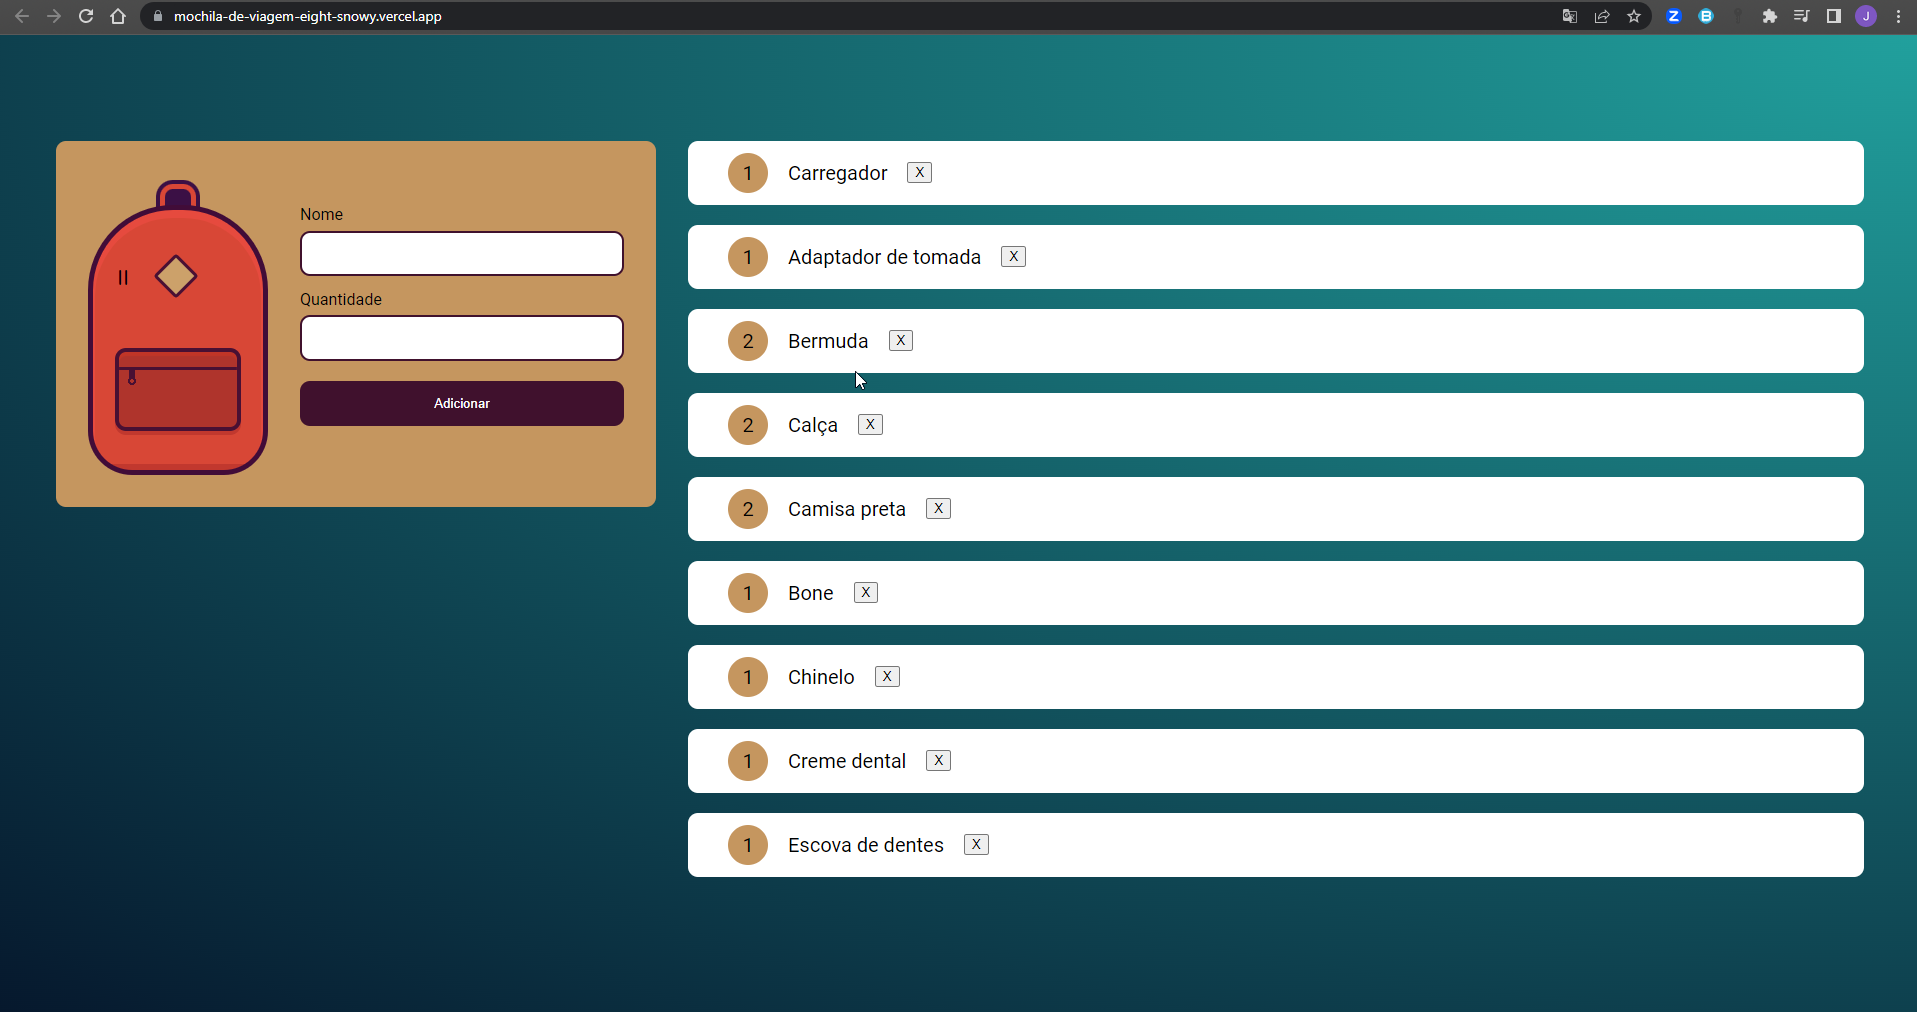 mochila-de-viagem-eight-snowy.vercel.app
Z
B
J
Nome
Quantidade
Adicionar
1 Carregador X
1 Adaptador de tomada X
2 Bermuda X
2 Calça X
2 Camisa preta X
1 Bone X
1 Chinelo X
1 Creme dental X
1 Escova de dentes X